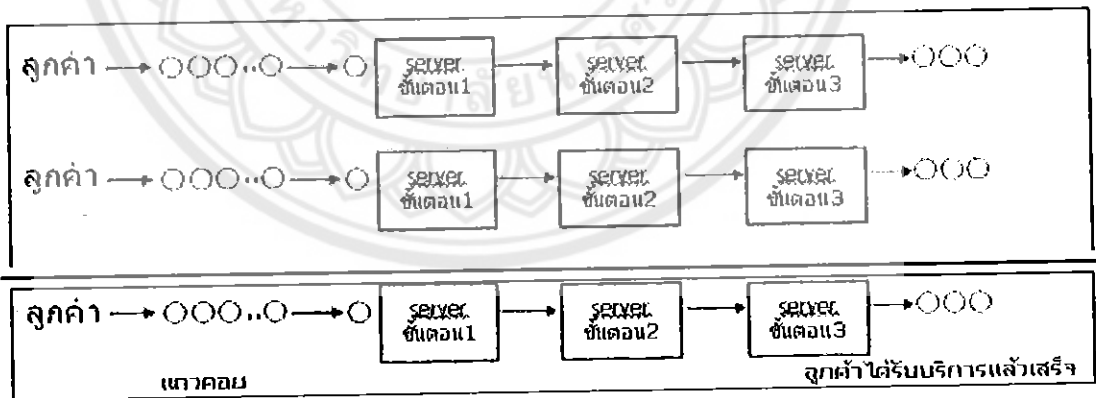 ลูกค่า server ขั้นตอน1 server ขั้นตอน2 server ขั้นตอน3
ลูกค่า server ขั้นตอน1 server ขั้นตอน2 server ขั้นตอน3
ลูกค่า server ขั้นตอน1 server ขั้นตอน2 server ขั้นตอน3
แถวคอย ลูกค้าได้รับบริการแล้วเสร็จ